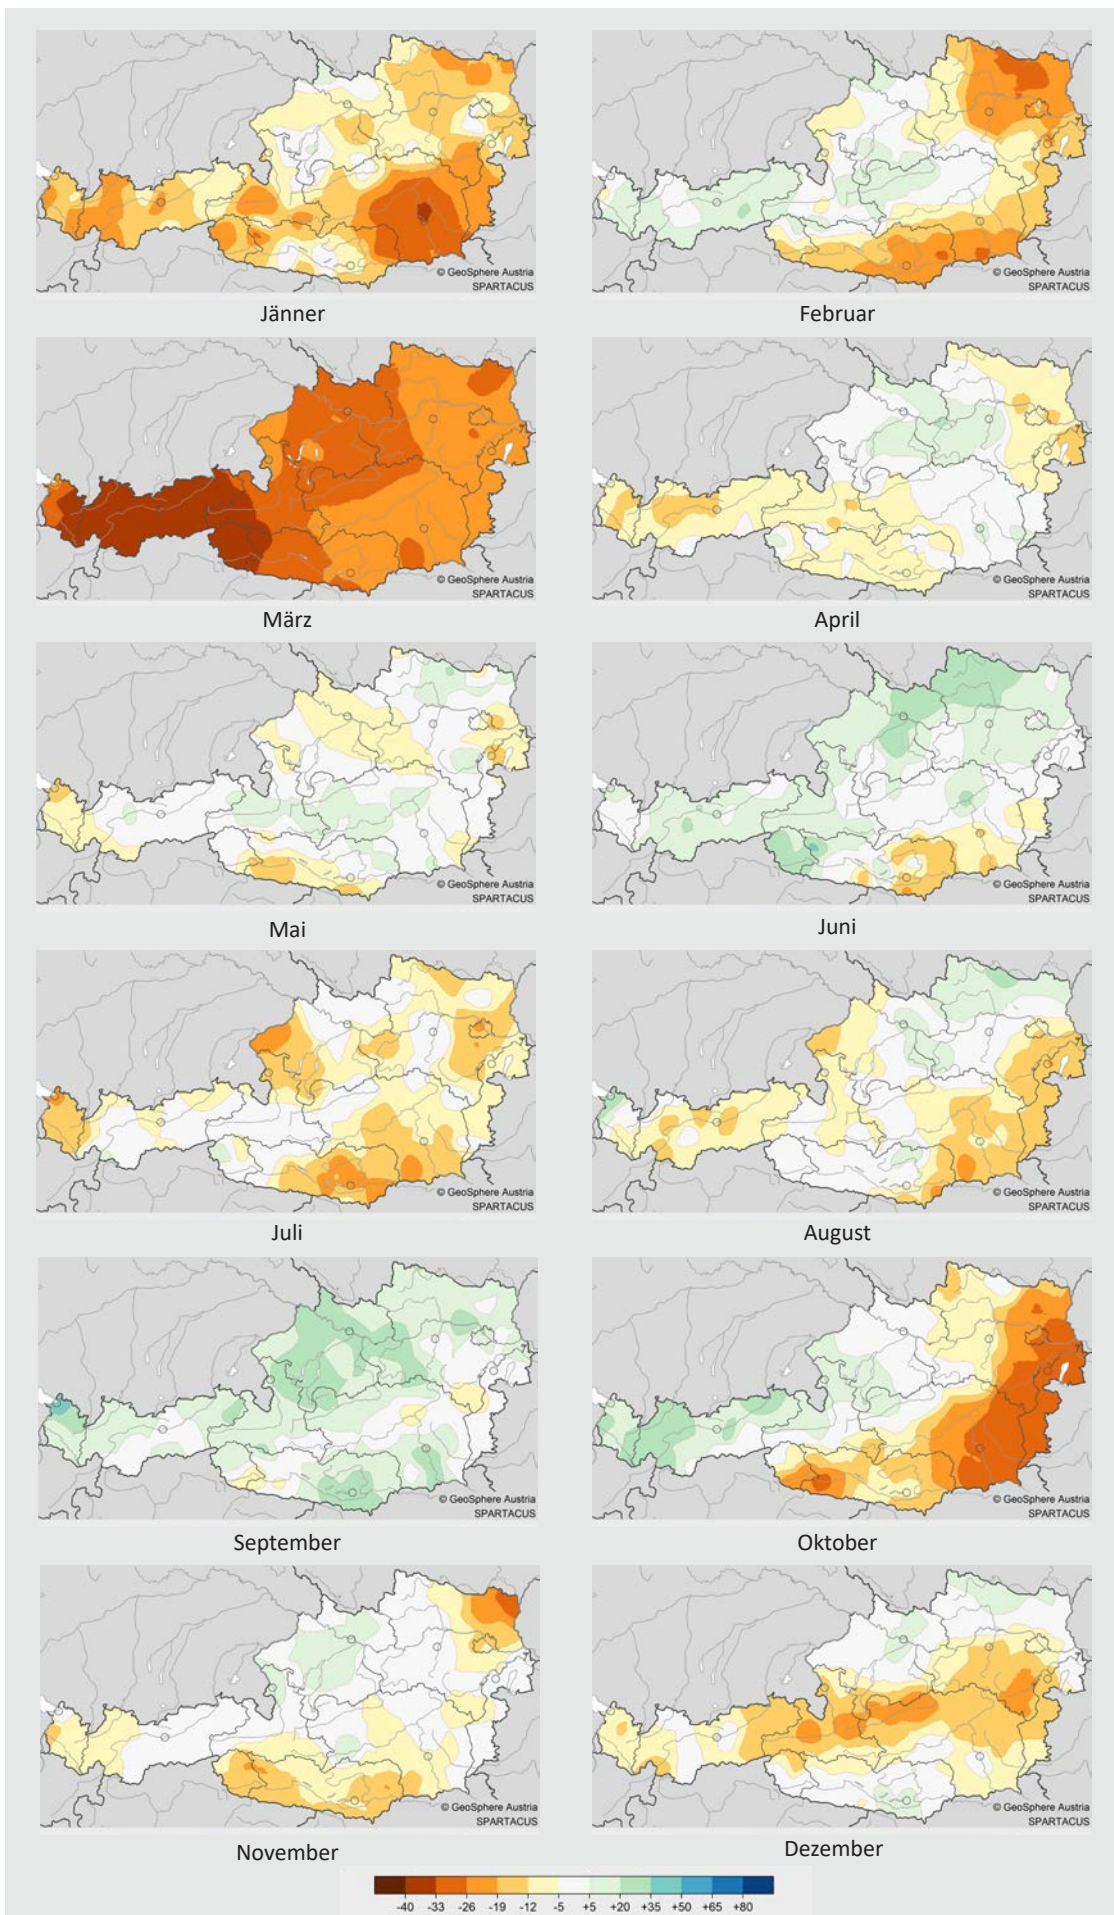 © GeoSphere Austria
SPARTACUS
© GeoSphere Austria
SPARTACUS
Jänner
Februar
© GeoSphere Austria
SPARTACUS
© GeoSphere Austria
SPARTACUS
März
April
© GeoSphere Austria
SPARTACUS
© GeoSphere Austria
SPARTACUS
Mai
Juni
© GeoSphere Austria
SPARTACUS
© GeoSphere Austria
SPARTACUS
Juli
August
© GeoSphere Austria
SPARTACUS
© GeoSphere Austria
SPARTACUS
September
Oktober
© GeoSphere Austria
SPARTACUS
© GeoSphere Austria
SPARTACUS
November
Dezember
-40 -33 -26 -19 -12 -5 +5 +20 +35 +50 +65 +80